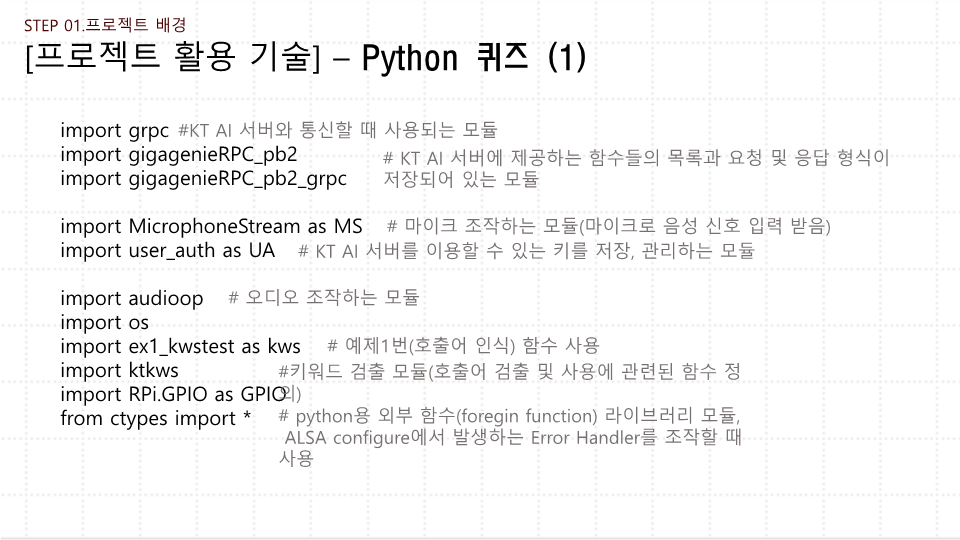 STEP 01.프로젝트 배경
[프로젝트 활용 기술] – Python 퀴즈 (1)
import grpc #KT AI 서버와 통신할 때 사용되는 모듈
import gigagenieRPC_pb2
import gigagenieRPC_pb2_grpc
# KT AI 서버에 제공하는 함수들의 목록과 요청 및 응답 형식이
저장되어 있는 모듈
import MicrophoneStream as MS # 마이크 조작하는 모듈(마이크로 음성 신호 입력 받음)
import user_auth as UA # KT AI 서버를 이용할 수 있는 키를 저장, 관리하는 모듈
import audioop # 오디오 조작하는 모듈
import os
import ex1_kwstest as kws # 예제1번(호출어 인식) 함수 사용
import ktkws #키워드 검출 모듈(호출어 검출 및 사용에 관련된 함수 정
의)
import RPi.GPIO as GPIO
from ctypes import * # python용 외부 함수(foregin function) 라이브러리 모듈,
ALSA configure에서 발생하는 Error Handler를 조작할 때
사용